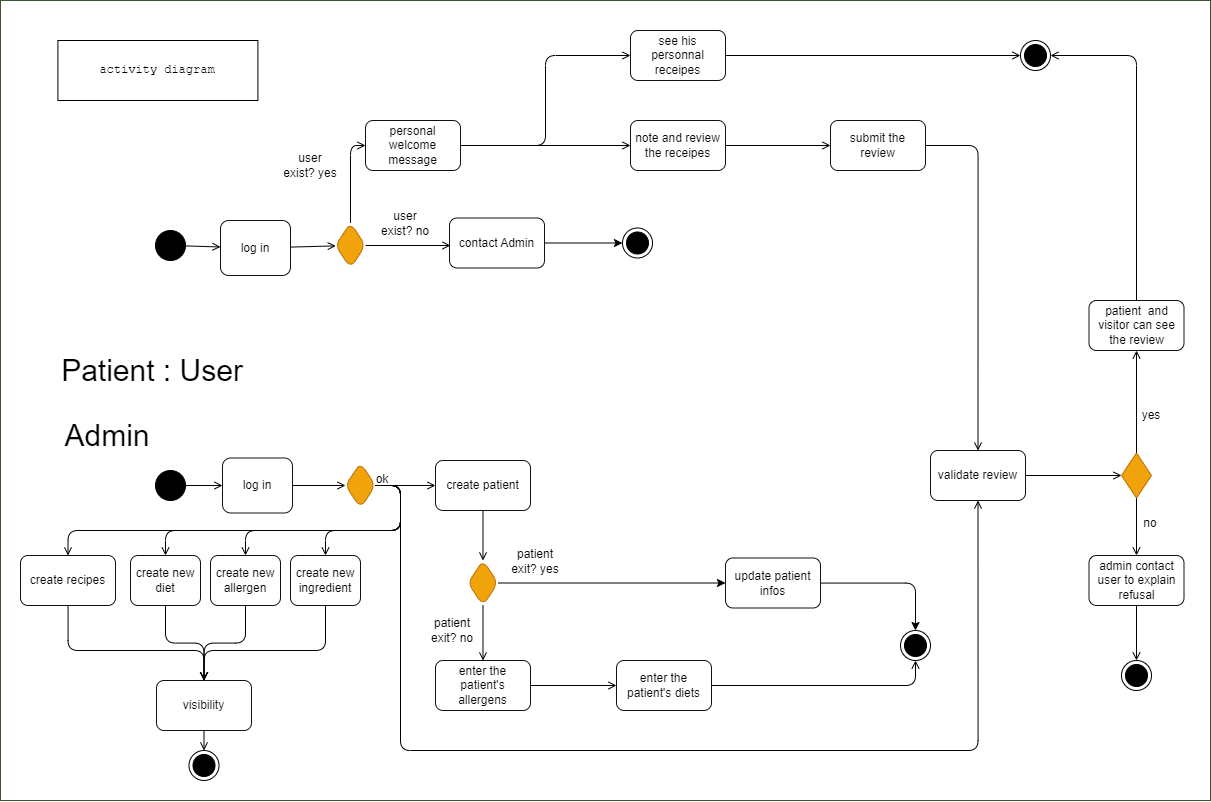 activity diagram
see his
personnal
receipes
personal
welcome
message
note and review
the receipes
submit the
review
user
exist? yes
user
exist? no
log in
contact Admin
patient  and
visitor can see
the review
Patient : User
yes
Admin
log in
ok
create patient
validate review
no
patient
exit? yes
create recipes
create new
diet
create new
allergen
create new
ingredient
update patient
infos
admin contact
user to explain
refusal
patient
exit? no
enter the
patient's
allergens
enter the
patient's diets
visibility